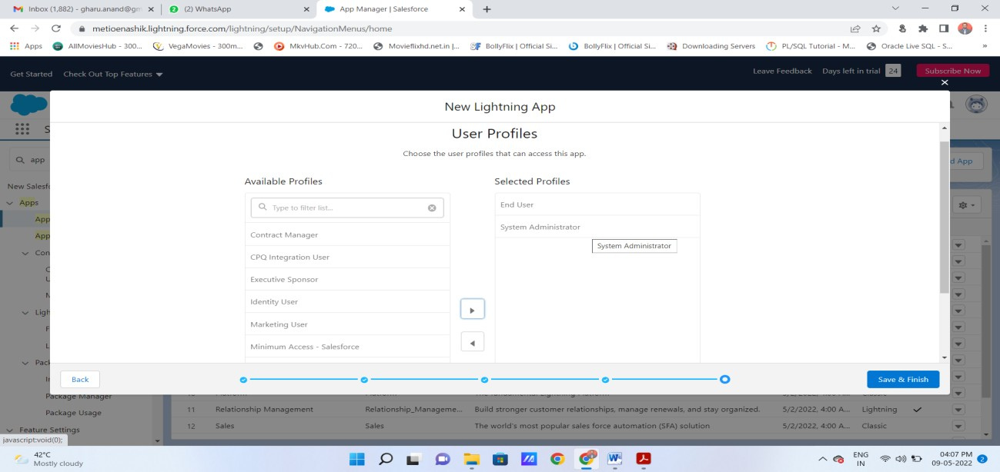 Inbox (1,882) - gharu.anand@gm
(2) WhatsApp
App Manager | Salesforce
metioenashik.lightning.force.com/lightning/setup/NavigationMenus/home
Apps
AllMoviesHub - 300...
VegaMovies - 300m...
MkvHub.Com - 720...
Movieflixhd.net.in |...
BollyFlix | Official Si...
BollyFlix | Official Si...
Downloading Servers
PL/SQL Tutorial - M...
Oracle Live SQL - S...
»
Get Started
Check Out Top Features
Leave Feedback
Days left in trial 24
Subscribe Now
New Lightning App
User Profiles
Choose the user profiles that can access this app.
Available Profiles
Selected Profiles
Type to filter list...
Contract Manager
CPQ Integration User
Executive Sponsor
Identity User
Marketing User
Minimum Access - Salesforce
End User
System Administrator
System Administrator
Back
Save & Finish
S
app
d App
New Salesfo
Apps
App
App
Con
Ligh
Pack
Package Manager
Package Usage
Feature Settings
javascript:void(0);
11 Relationship Management Relationship_Manageme... Build stronger customer relationships, manage renewals, and stay organized. 5/2/2022, 4:00 A... Lightning
12 Sales Sales The world's most popular sales force automation (SFA) solution 5/2/2022, 4:00 A... Classic
42°C
Mostly cloudy
ENG
IN
04:07 PM
09-05-2022
2